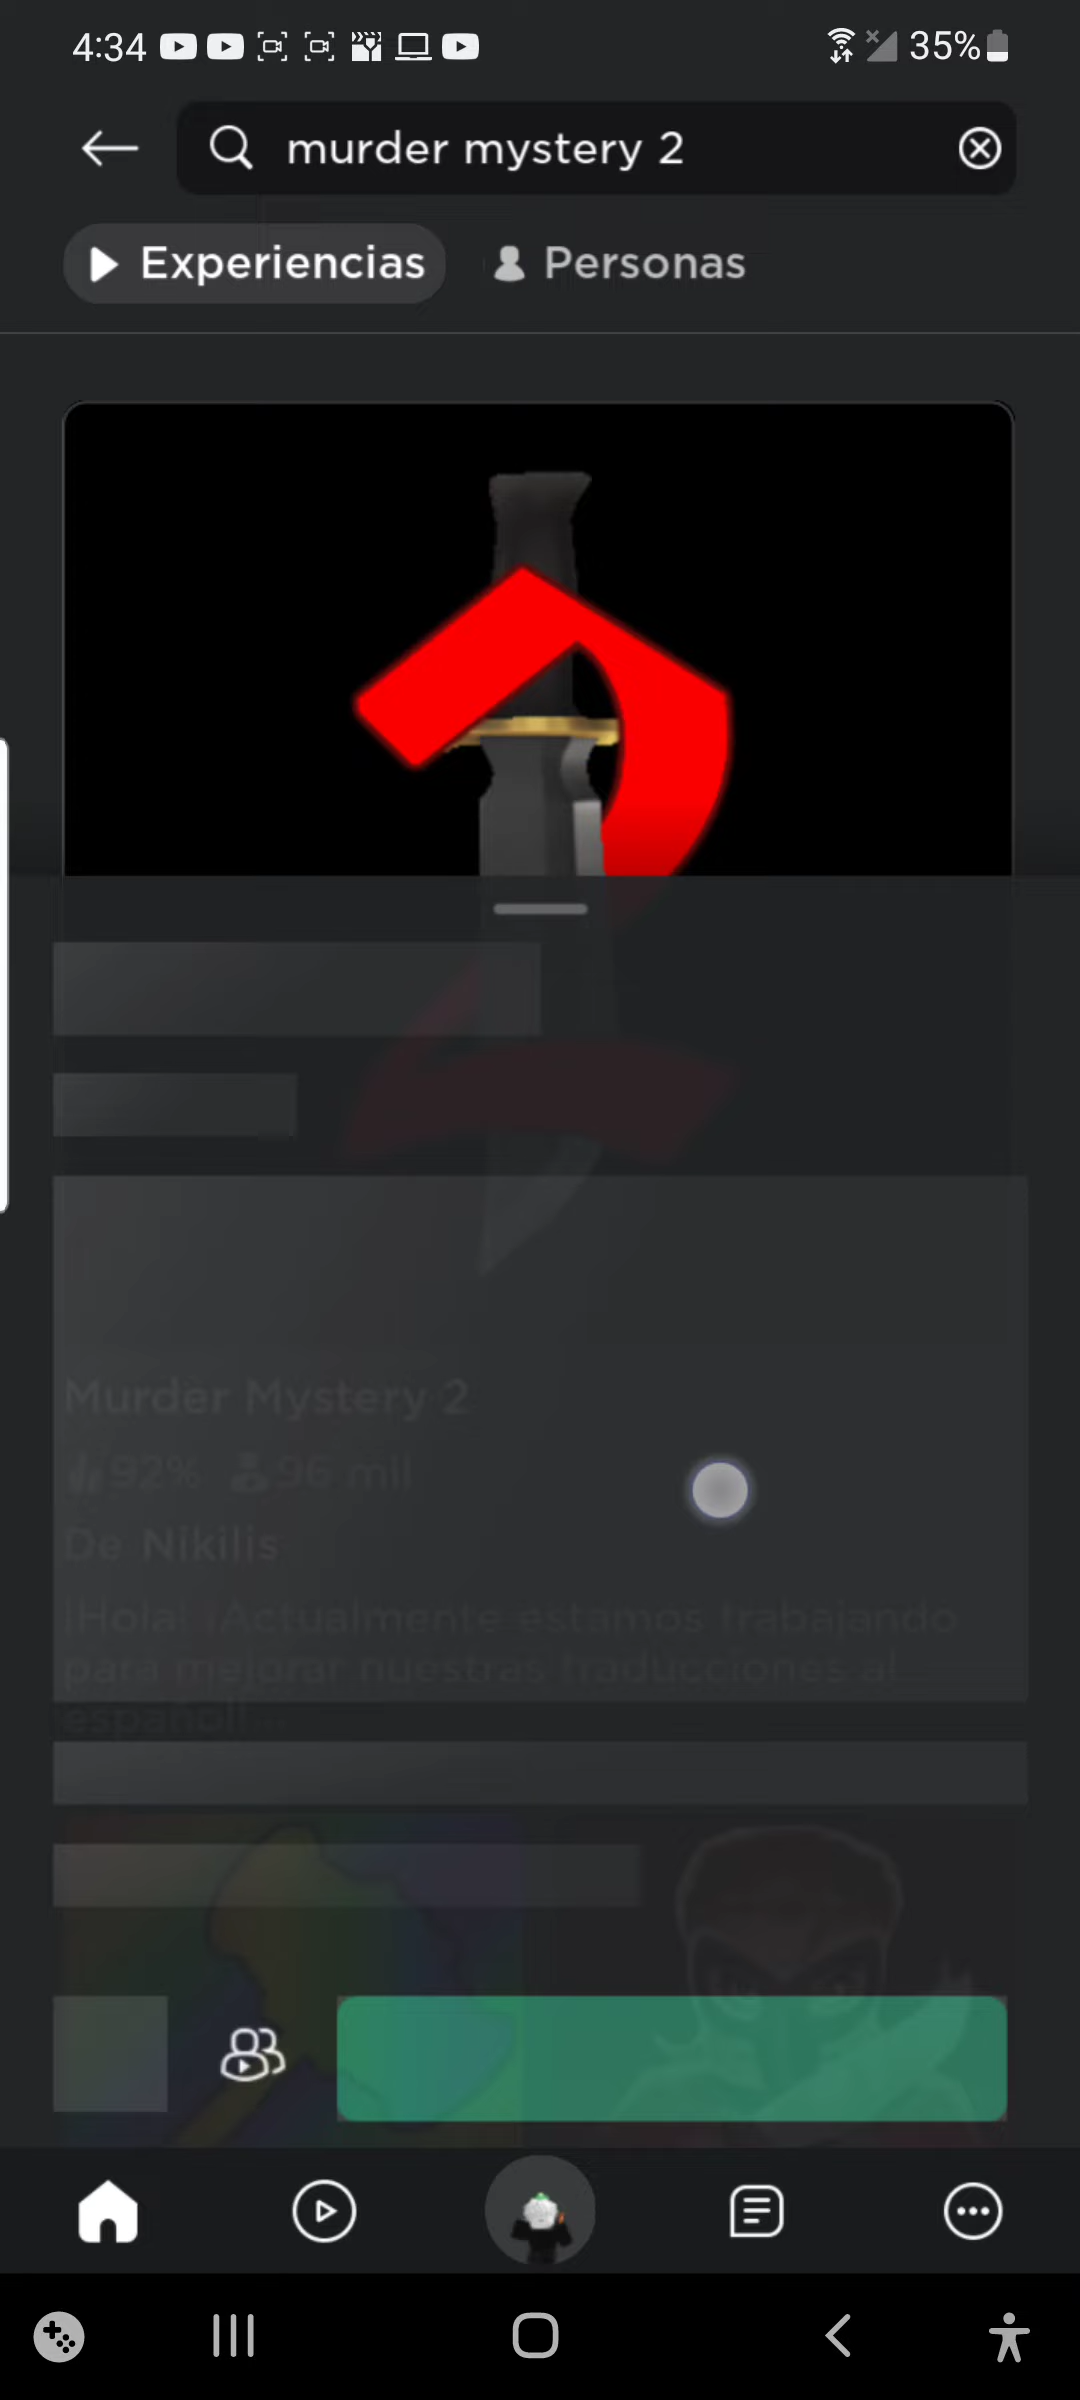 4:34
35%
murder mystery 2
Experiencias
Personas
Murder Mystery 2
92% 96 mil
De Nikilis
¡Hola! ¡Actualmente estamos trabajando
para mejorar nuestras traducciones al
español!...